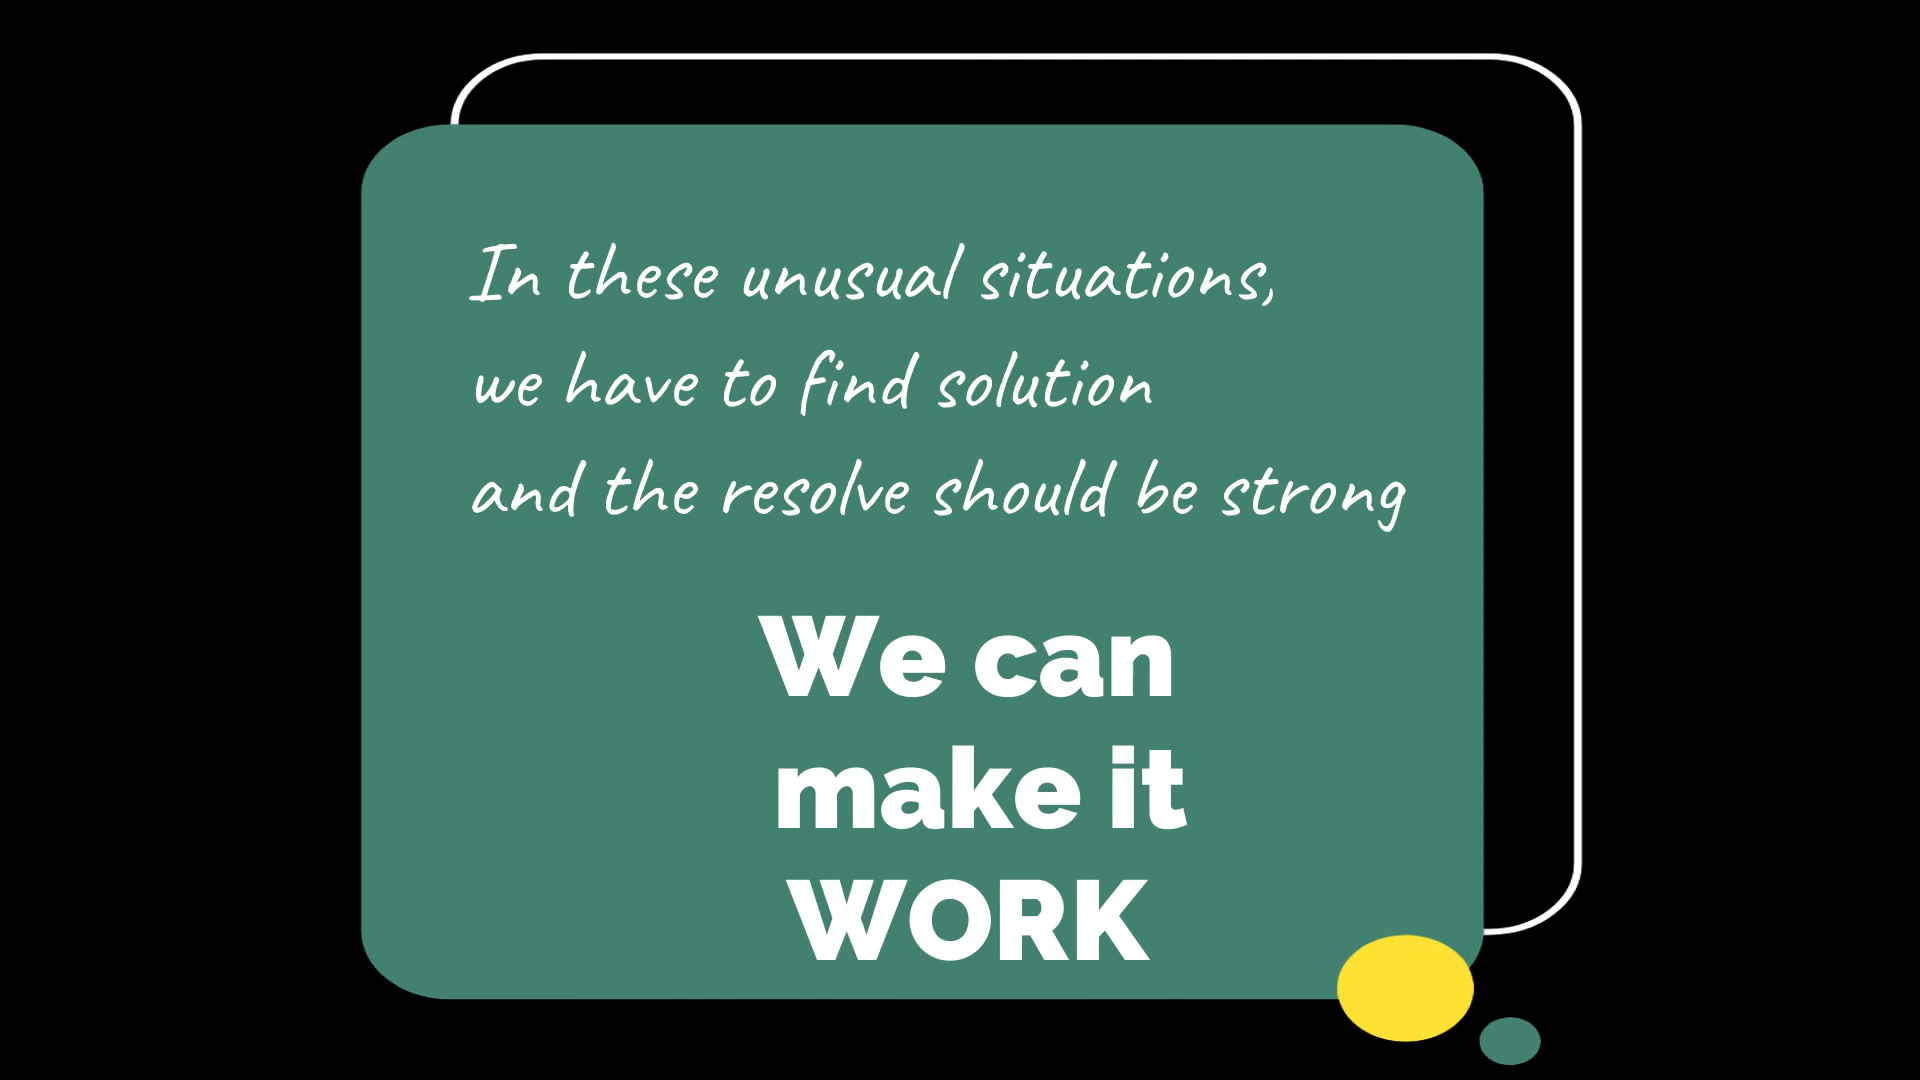 In these unusual situations,
we have to find solution
and the resolve should be strong
We can
make it
WORK